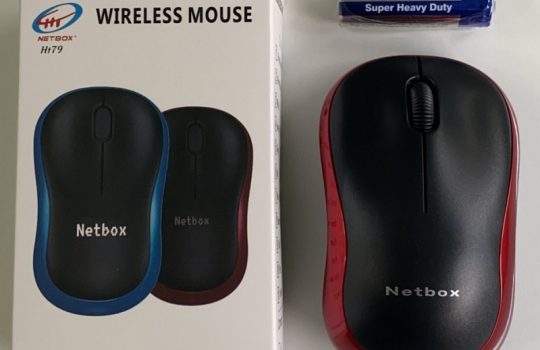 WIRELESS MOUSE
NETBOX
Ht79
Netbox
Netbox
Super Heavy Duty
Netbox